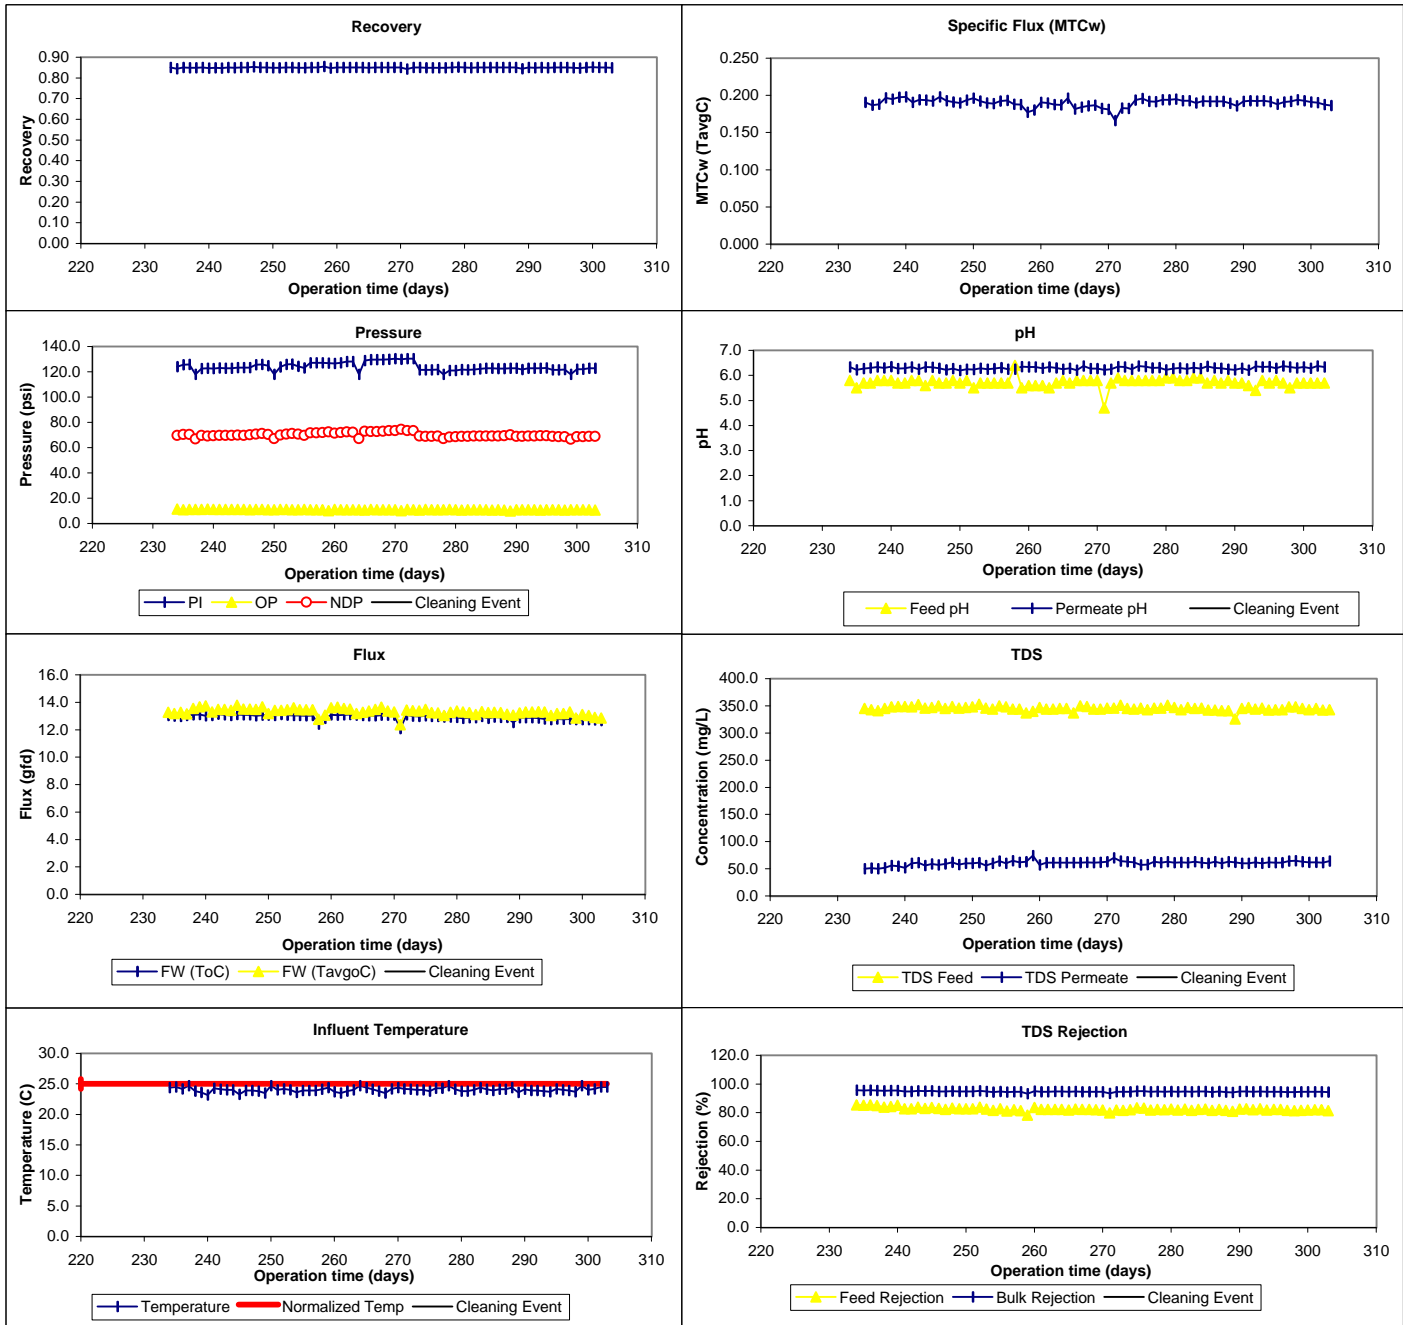 Recovery
0.90
0.80
0.70
0.60
0.50
0.40
0.30
0.20
0.10
0.00
Recovery
220 230 240 250 260 270 280 290 300 310
Operation time (days)
Specific Flux (MTCw)
0.250
0.200
0.150
0.100
0.050
0.000
MTCw (TavgC)
220 230 240 250 260 270 280 290 300 310
Operation time (days)
Pressure
140.0
120.0
100.0
80.0
60.0
40.0
20.0
0.0
Pressure (psi)
220 230 240 250 260 270 280 290 300 310
Operation time (days)
PI OP NDP Cleaning Event
pH
7.0
6.0
5.0
4.0
3.0
2.0
1.0
0.0
pH
220 230 240 250 260 270 280 290 300 310
Operation time (days)
Feed pH Permeate pH Cleaning Event
Flux
16.0
14.0
12.0
10.0
8.0
6.0
4.0
2.0
0.0
Flux (gfd)
220 230 240 250 260 270 280 290 300 310
Operation time (days)
FW (ToC) FW (TavgoC) Cleaning Event
TDS
400.0
350.0
300.0
250.0
200.0
150.0
100.0
50.0
0.0
Concentration (mg/L)
220 230 240 250 260 270 280 290 300 310
Operation time (days)
TDS Feed TDS Permeate Cleaning Event
Influent Temperature
30.0
25.0
20.0
15.0
10.0
5.0
0.0
Temperature (C)
220 230 240 250 260 270 280 290 300 310
Operation time (days)
Temperature Normalized Temp Cleaning Event
TDS Rejection
120.0
100.0
80.0
60.0
40.0
20.0
0.0
Rejection (%)
220 230 240 250 260 270 280 290 300 310
Operation time (days)
Feed Rejection Bulk Rejection Cleaning Event